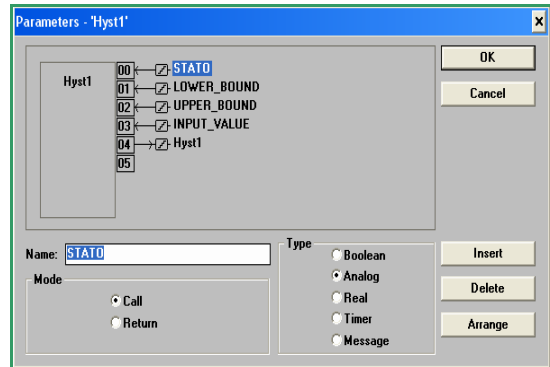 Parameters - 'Hyst1'
x
Hyst1
00 STATO
01 LOWER_BOUND
02 UPPER_BOUND
03 INPUT_VALUE
04 Hyst1
05
OK
Cancel
Name: STATO
Mode
Call
Return
Type
Boolean
Analog
Real
Timer
Message
Insert
Delete
Arrange